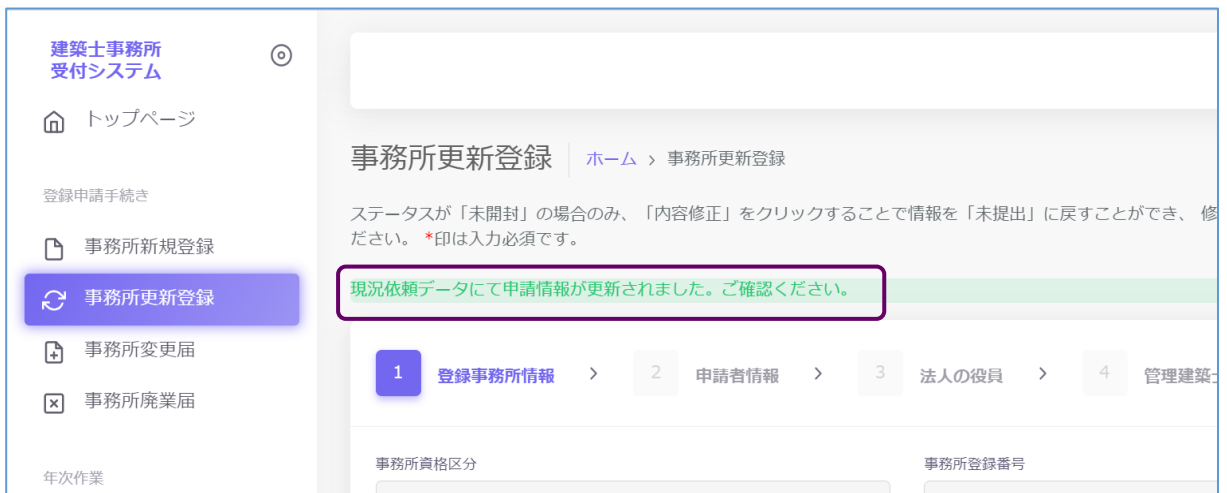 建築士事務所
受付システム
トップページ
登録申請手続き
事務所新規登録
事務所更新登録
事務所変更届
事務所廃業届
年次作業
事務所更新登録 ホーム › 事務所更新登録
ステータスが「未開封」の場合のみ、「内容修正」をクリックすることで情報を「未提出」に戻すことができ、 修
ださい。 *印は入力必須です。
現況依頼データにて申請情報が更新されました。ご確認ください。
1 登録事務所情報 › 2 申請者情報 › 3 法人の役員 › 4 管理建築
事務所資格区分 事務所登録番号